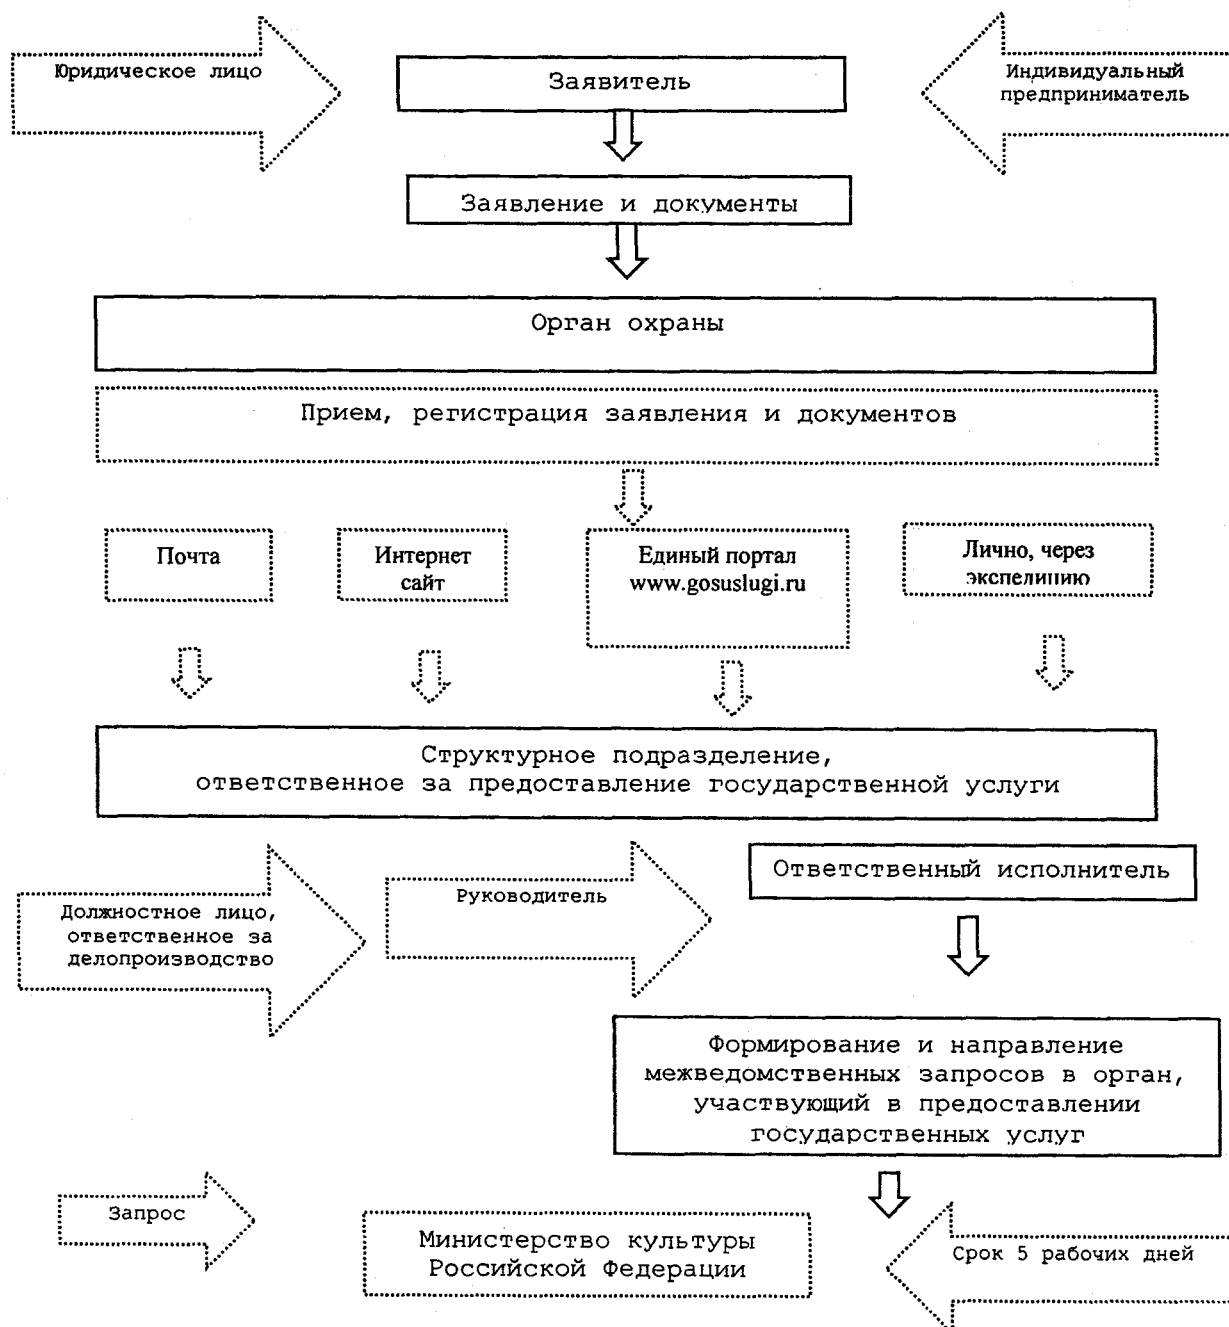 Юридическое лицо
Заявитель
Индивидуальный
предприниматель
Заявление и документы
Орган охраны
Прием, регистрация заявления и документов
Почта
Интернет
сайт
Единый портал
www.gosuslugi.ru
Лично, через
экспелицию
Структурное подразделение,
ответственное за предоставление государственной услуги
Должностное лицо,
ответственное за
делопроизводство
Руководитель
Ответственный исполнитель
Формирование и направление
межведомственных запросов в орган,
участвующий в предоставлении
государственных услуг
Запрос
Министерство культуры
Российской Федерации
Срок 5 рабочих дней